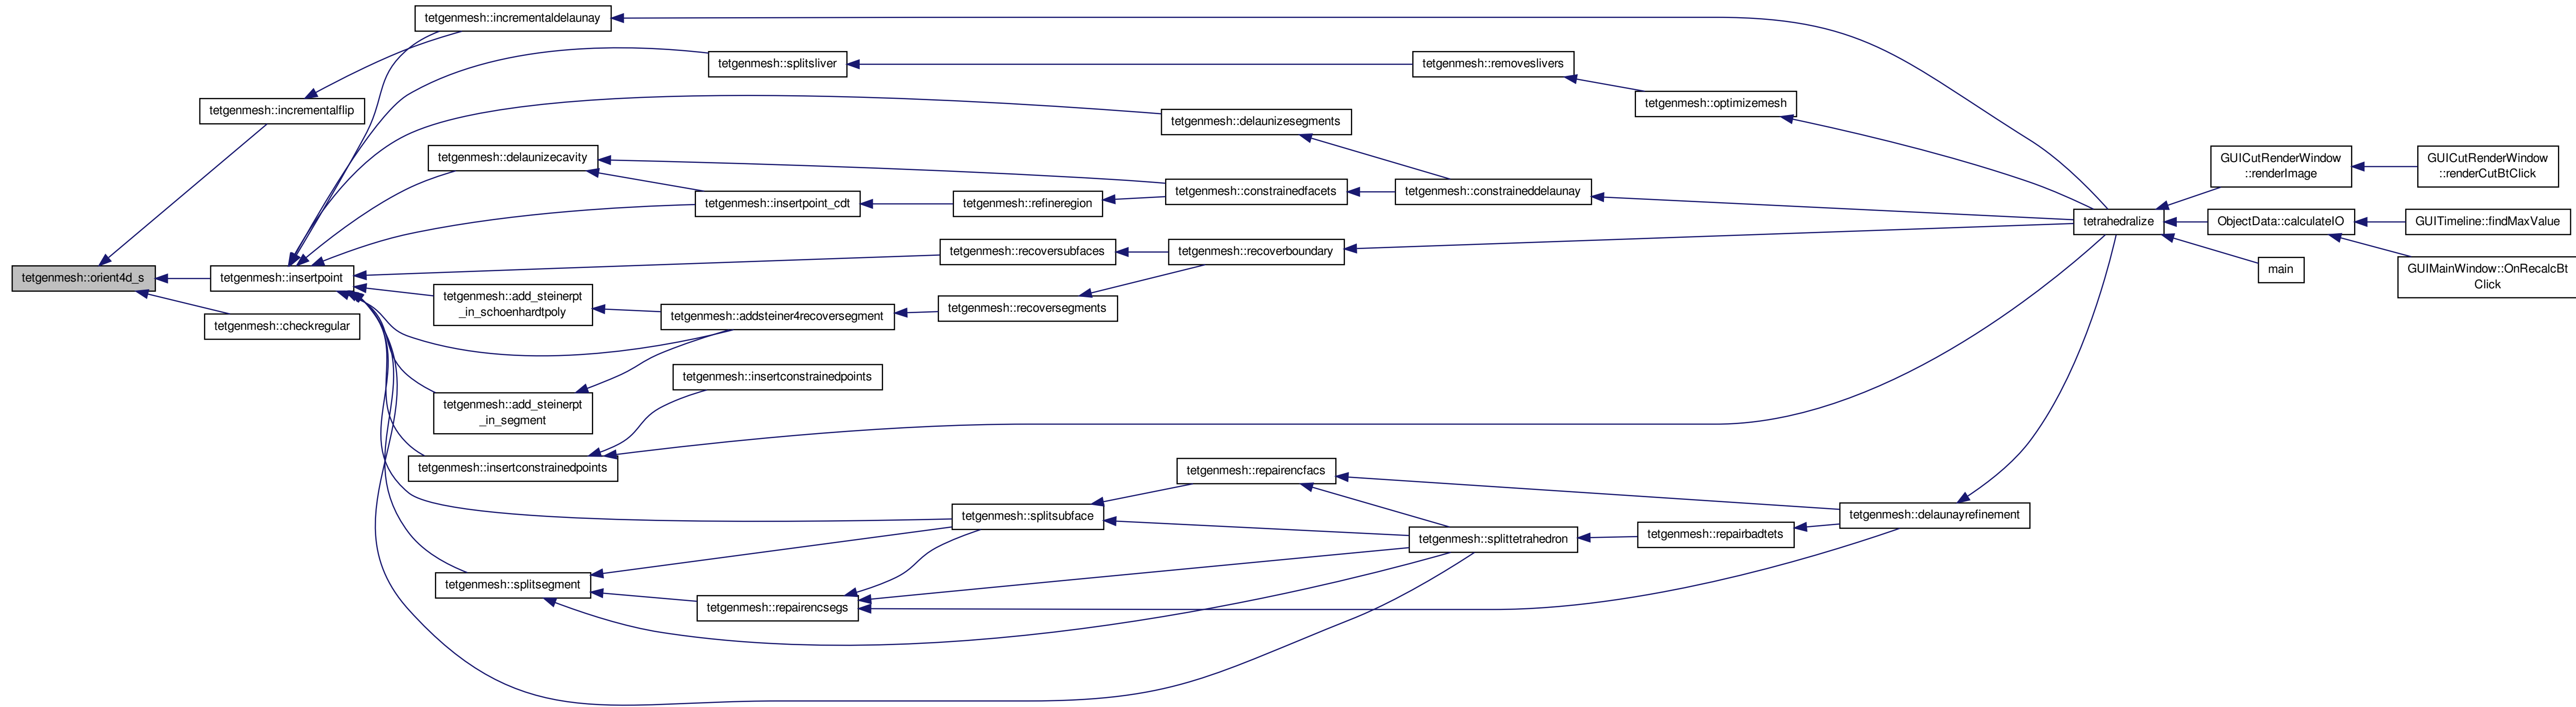 tetgenmesh::incrementaldelaunay
tetgenmesh::splitsliver
tetgenmesh::removeslivers
tetgenmesh::optimizemesh
tetgenmesh::incrementalflip
tetgenmesh::delaunizesegments
tetgenmesh::delaunizecavity
tetgenmesh::constrainedfacets
tetgenmesh::constraineddelaunay
tetgenmesh::insertpoint_cdt
tetgenmesh::refineregion
GUICutRenderWindow
::renderImage
GUICutRenderWindow
::renderCutBtClick
tetrahedralize
ObjectData::calculateIO
GUITimeline::findMaxValue
tetgenmesh::recoversubfaces
tetgenmesh::recoverboundary
main
GUIMainWindow::OnRecalcBt
Click
tetgenmesh::orient4d_s
tetgenmesh::insertpoint
tetgenmesh::add_steinerpt
_in_schoenhardtpoly
tetgenmesh::addsteiner4recoversegment
tetgenmesh::recoversegments
tetgenmesh::checkregular
tetgenmesh::insertconstrainedpoints
tetgenmesh::add_steinerpt
_in_segment
tetgenmesh::insertconstrainedpoints
tetgenmesh::repairencfacs
tetgenmesh::splitsubface
tetgenmesh::delaunayrefinement
tetgenmesh::splittetrahedron
tetgenmesh::repairbadtets
tetgenmesh::splitsegment
tetgenmesh::repairencsegs